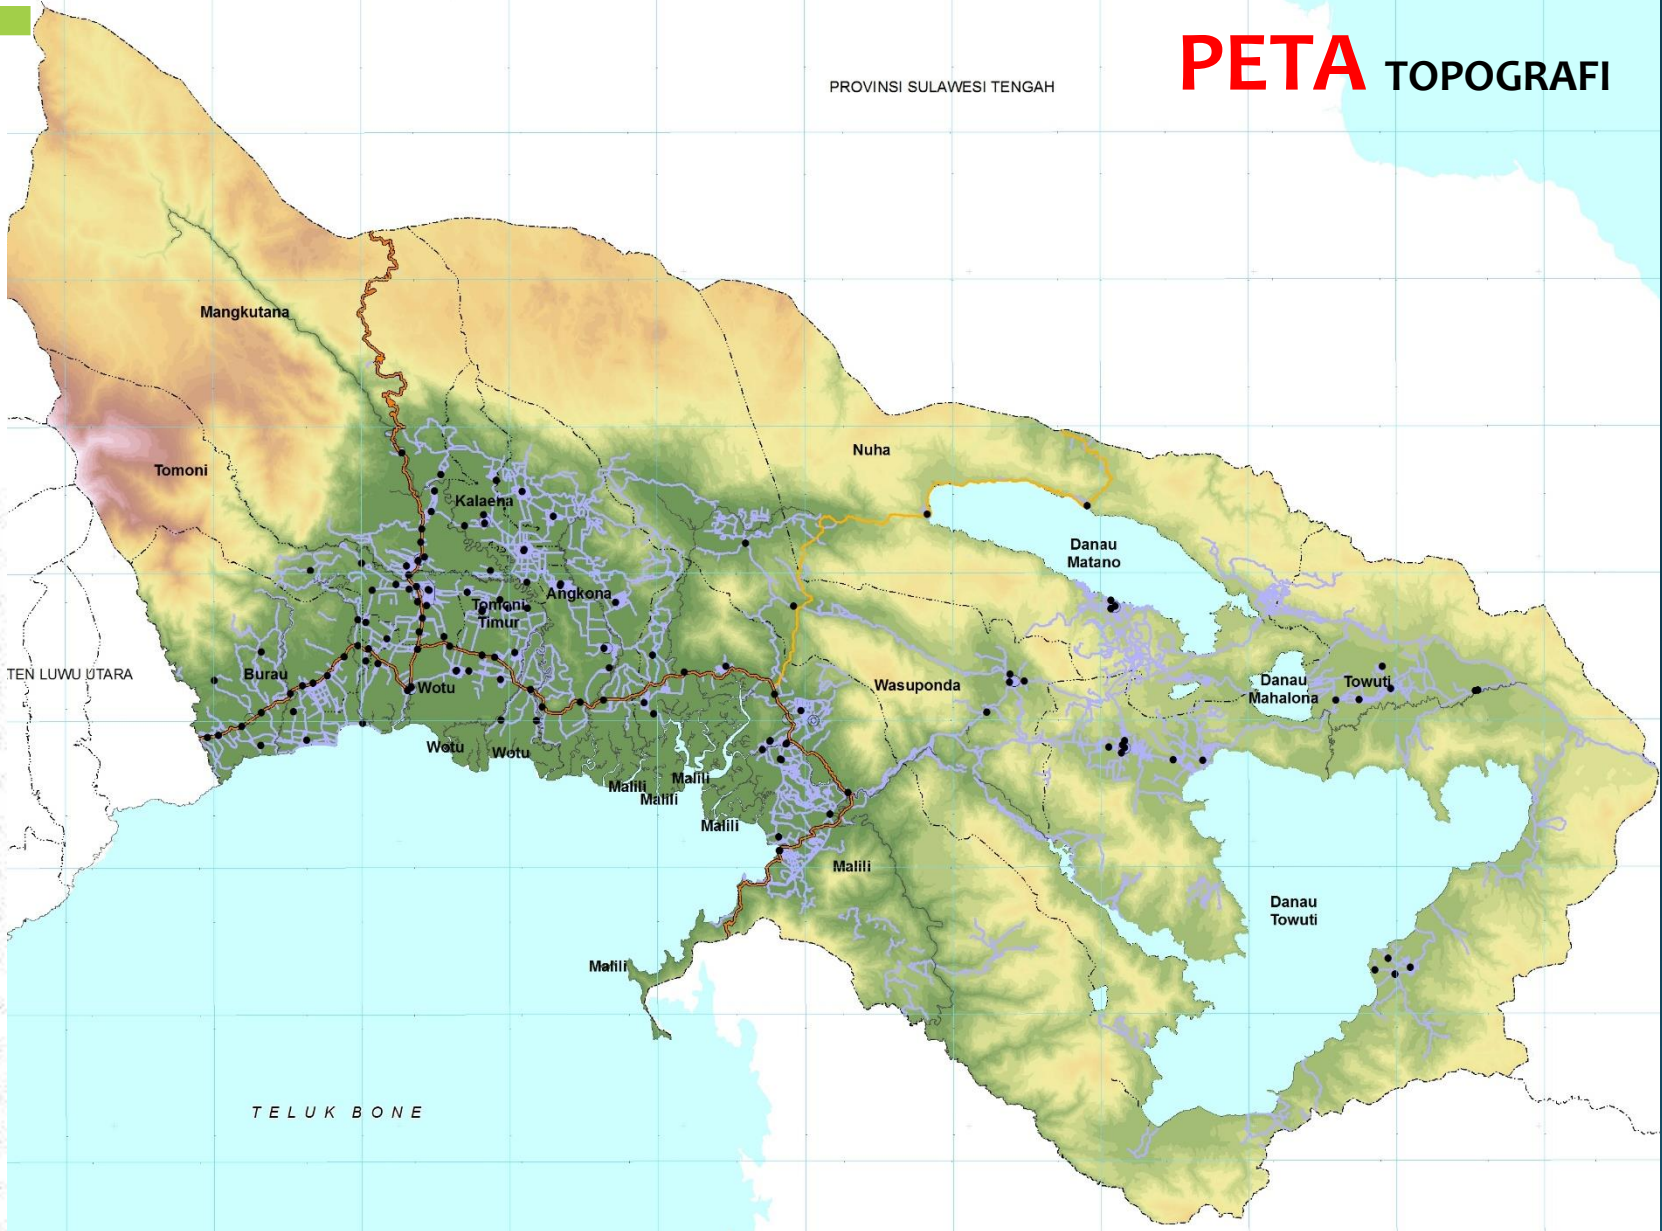 PETA TOPOGRAFI
PROVINSI SULAWESI TENGAH
Mangkutana
Nuha
Tomoni
Kalaena
Danau
Matano
Angkona
Tomoni
Timur
TEN LUWU UTARA
Burau
Wotu
Wasuponda
Danau
Mahalona
Towuti
Wotu
Wotu
Malili
Malili
Malili
Malili
Malili
Danau
Towuti
Malili
TELUK BONE